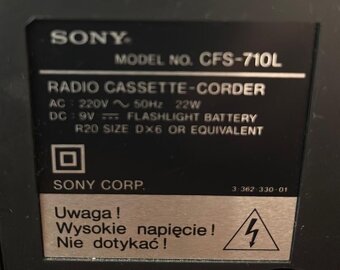 SONY.
MODEL NO. CFS-710L
RADIO CASSETTE-CORDER
AC : 220V ~ 50Hz 22W
DC : 9V ⎓ FLASHLIGHT BATTERY
R20 SIZE D×6 OR EQUIVALENT
SONY CORP. 3-362-330-01
Uwaga !
Wysokie napięcie !
Nie dotykać !